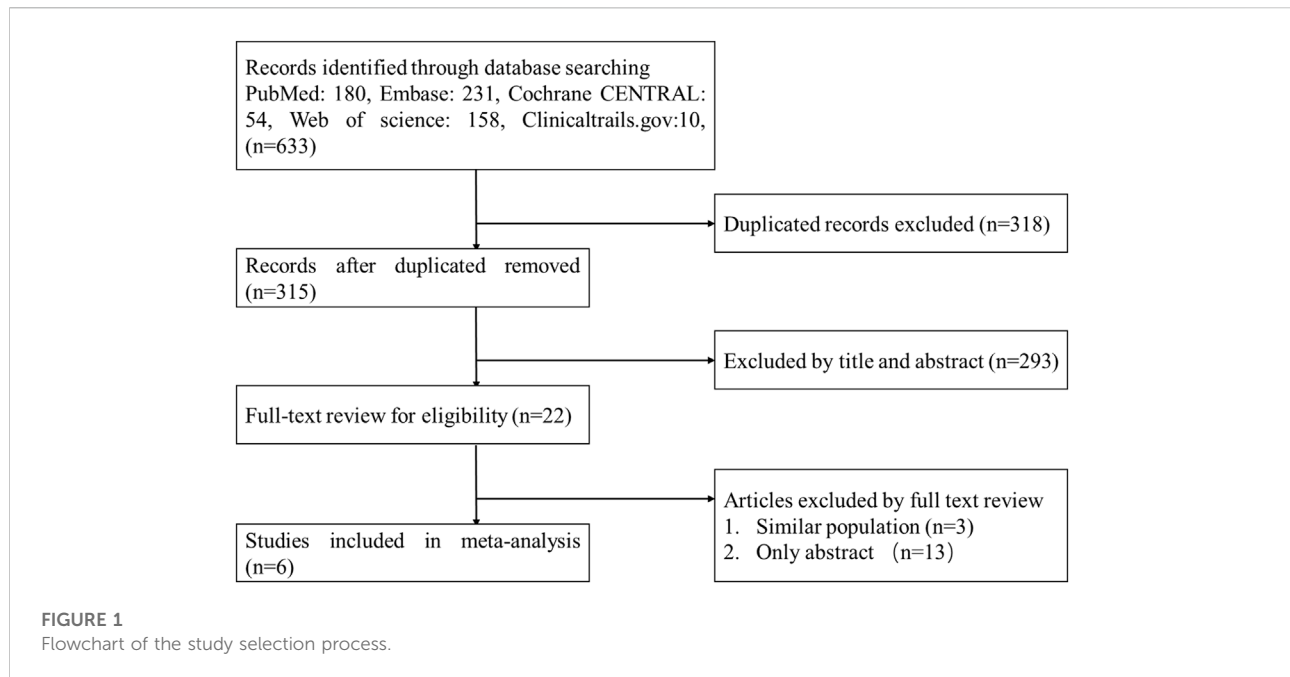 Records identified through database searching
PubMed: 180, Embase: 231, Cochrane CENTRAL:
54, Web of science: 158, Clinicaltrails.gov:10,
(n=633)
Duplicated records excluded (n=318)
Records after duplicated removed
(n=315)
Excluded by title and abstract (n=293)
Full-text review for eligibility (n=22)
Articles excluded by full text review
1. Similar population (n=3)
2. Only abstract （n=13）
Studies included in meta-analysis
(n=6)
FIGURE 1
Flowchart of the study selection process.